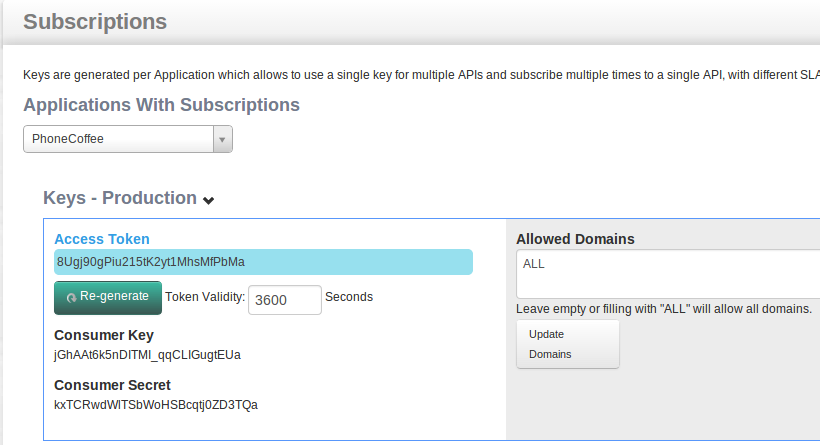 Subscriptions
Keys are generated per Application which allows to use a single key for multiple APIs and subscribe multiple times to a single API, with different SLA
Applications With Subscriptions
PhoneCoffee
Keys - Production
Access Token
8Ugj90gPiu215tK2yt1MhsMfPbMa
Re-generate Token Validity: 3600 Seconds
Consumer Key
jGhAAt6k5nDITMI_qqCLIGugtEUa
Consumer Secret
kxTCRwdWlTSbWoHSBcqtj0ZD3TQa
Allowed Domains
ALL
Leave empty or filling with "ALL" will allow all domains.
Update
Domains